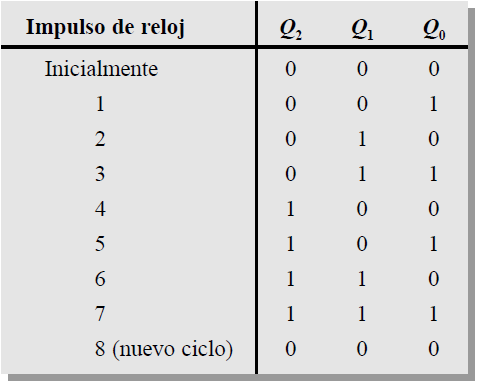 Impulso de reloj Q2 Q1 Q0
Inicialmente 0 0 0
1 0 0 1
2 0 1 0
3 0 1 1
4 1 0 0
5 1 0 1
6 1 1 0
7 1 1 1
8 (nuevo ciclo) 0 0 0